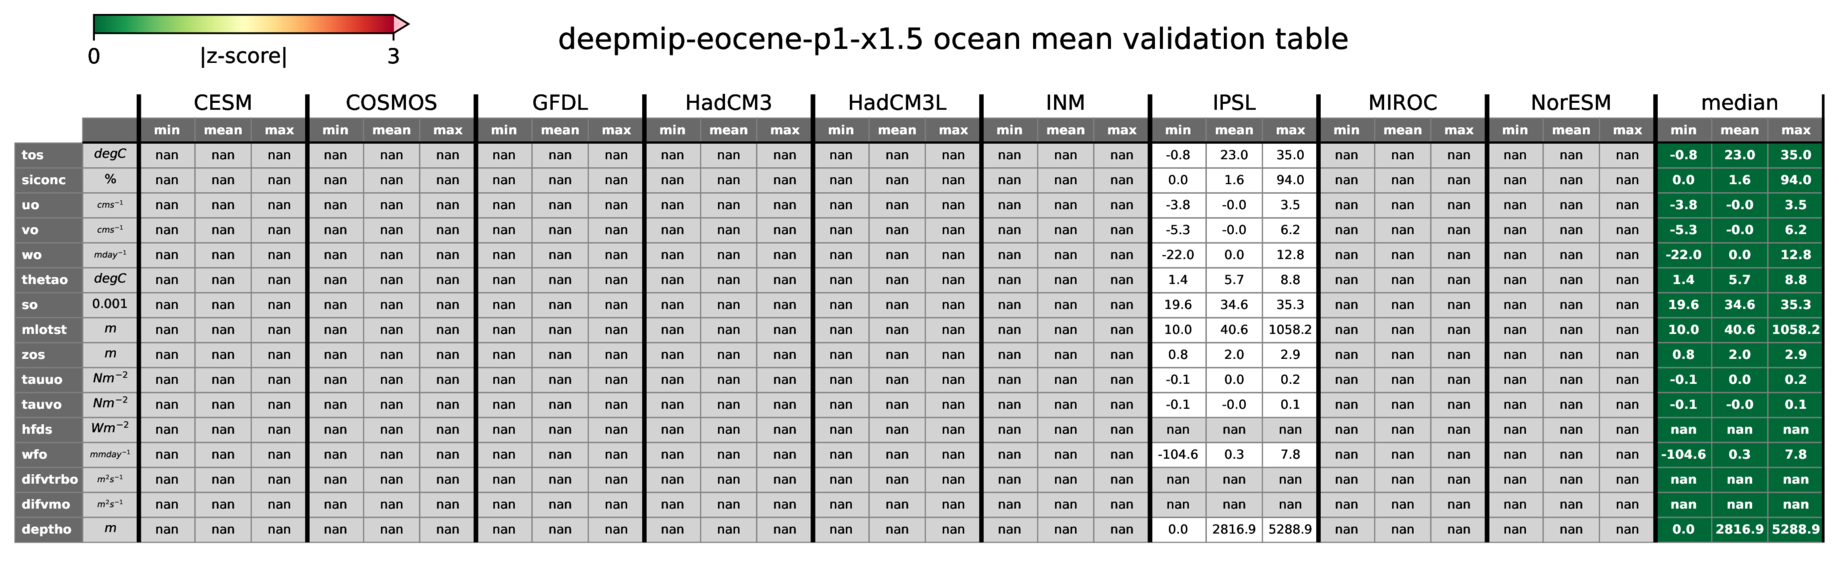 deepmip-eocene-p1-x1.5 ocean mean validation table
0 |z-score| 3
CESM COSMOS GFDL HadCM3 HadCM3L INM IPSL MIROC NorESM median
min mean max min mean max min mean max min mean max min mean max min mean max min mean max min mean max min mean max min mean max
tos degC nan nan nan nan nan nan nan nan nan nan nan nan nan nan nan nan nan nan -0.8 23.0 35.0 nan nan nan nan nan nan -0.8 23.0 35.0
siconc % nan nan nan nan nan nan nan nan nan nan nan nan nan nan nan nan nan nan 0.0 1.6 94.0 nan nan nan nan nan nan 0.0 1.6 94.0
uo cms⁻¹ nan nan nan nan nan nan nan nan nan nan nan nan nan nan nan nan nan nan -3.8 -0.0 3.5 nan nan nan nan nan nan -3.8 -0.0 3.5
vo cms⁻¹ nan nan nan nan nan nan nan nan nan nan nan nan nan nan nan nan nan nan -5.3 -0.0 6.2 nan nan nan nan nan nan -5.3 -0.0 6.2
wo mday⁻¹ nan nan nan nan nan nan nan nan nan nan nan nan nan nan nan nan nan nan -22.0 0.0 12.8 nan nan nan nan nan nan -22.0 0.0 12.8
thetao degC nan nan nan nan nan nan nan nan nan nan nan nan nan nan nan nan nan nan 1.4 5.7 8.8 nan nan nan nan nan nan 1.4 5.7 8.8
so 0.001 nan nan nan nan nan nan nan nan nan nan nan nan nan nan nan nan nan nan 19.6 34.6 35.3 nan nan nan nan nan nan 19.6 34.6 35.3
mlotst m nan nan nan nan nan nan nan nan nan nan nan nan nan nan nan nan nan nan 10.0 40.6 1058.2 nan nan nan nan nan nan 10.0 40.6 1058.2
zos m nan nan nan nan nan nan nan nan nan nan nan nan nan nan nan nan nan nan 0.8 2.0 2.9 nan nan nan nan nan nan 0.8 2.0 2.9
tauuo Nm⁻² nan nan nan nan nan nan nan nan nan nan nan nan nan nan nan nan nan nan -0.1 0.0 0.2 nan nan nan nan nan nan -0.1 0.0 0.2
tauvo Nm⁻² nan nan nan nan nan nan nan nan nan nan nan nan nan nan nan nan nan nan -0.1 -0.0 0.1 nan nan nan nan nan nan -0.1 -0.0 0.1
hfds Wm⁻² nan nan nan nan nan nan nan nan nan nan nan nan nan nan nan nan nan nan nan nan nan nan nan nan nan nan nan nan nan nan
wfo mmday⁻¹ nan nan nan nan nan nan nan nan nan nan nan nan nan nan nan nan nan nan -104.6 0.3 7.8 nan nan nan nan nan nan -104.6 0.3 7.8
difvtrbo m²s⁻¹ nan nan nan nan nan nan nan nan nan nan nan nan nan nan nan nan nan nan nan nan nan nan nan nan nan nan nan nan nan nan
difvmo m²s⁻¹ nan nan nan nan nan nan nan nan nan nan nan nan nan nan nan nan nan nan nan nan nan nan nan nan nan nan nan nan nan nan
deptho m nan nan nan nan nan nan nan nan nan nan nan nan nan nan nan nan nan nan 0.0 2816.9 5288.9 nan nan nan nan nan nan 0.0 2816.9 5288.9